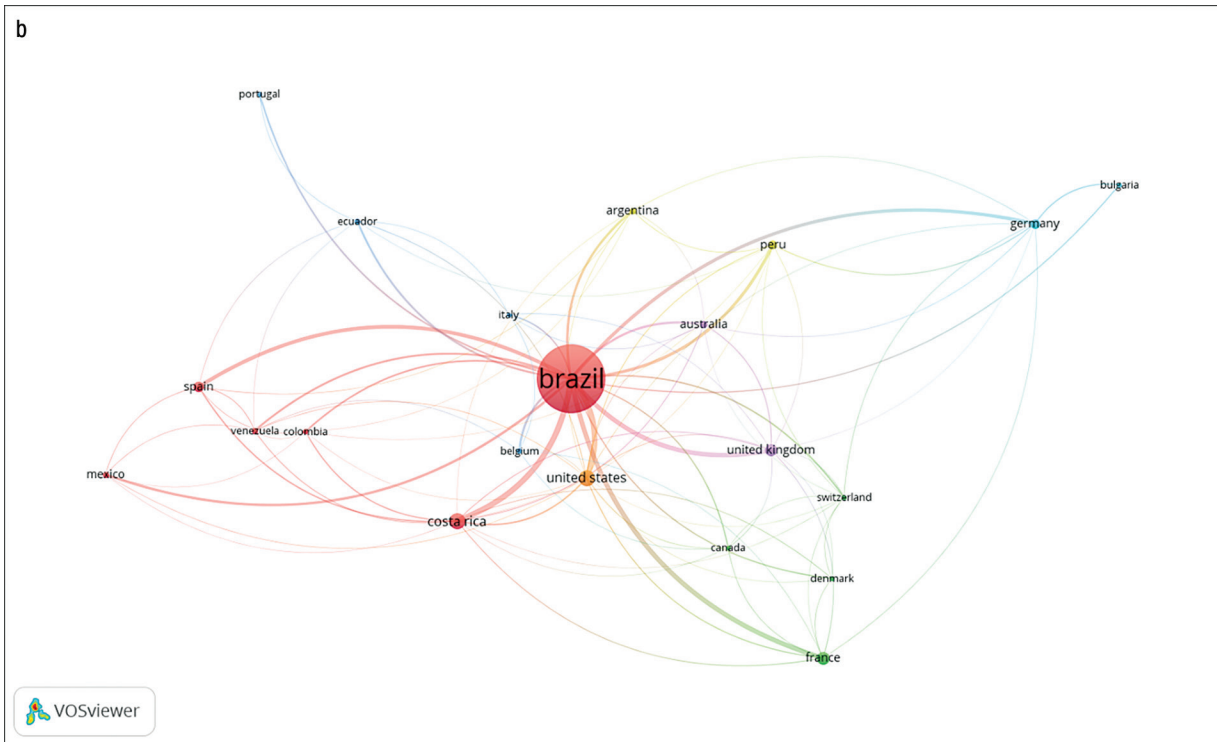 b
portugal
bulgaria
ecuador
argentina
germany
peru
italy
australia
brazil
spain
venezuela
colombia
belgium
united kingdom
mexico
united states
switzerland
costa rica
canada
denmark
france
VOSviewer